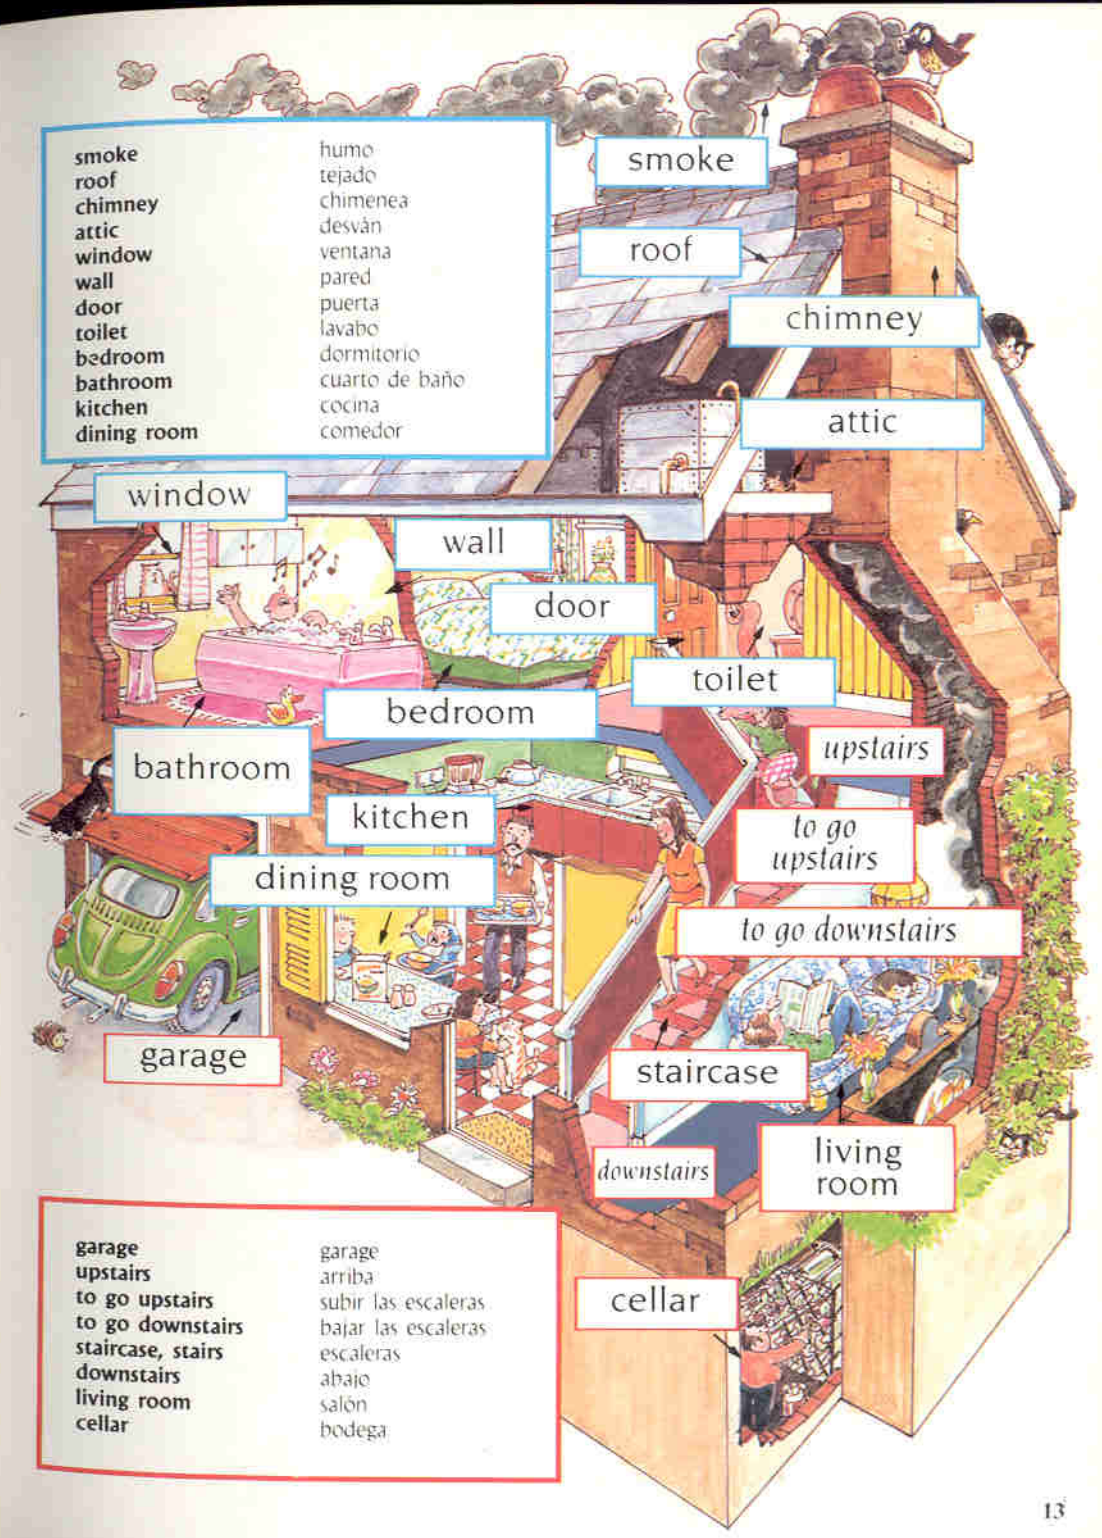 smoke humo
roof tejado
chimney chimenea
attic desván
window ventana
wall pared
door puerta
toilet lavabo
bedroom dormitorio
bathroom cuarto de baño
kitchen cocina
dining room comedor
smoke
roof
chimney
attic
window
wall
door
toilet
bedroom
bathroom
upstairs
kitchen
to go
upstairs
dining room
to go downstairs
garage
staircase
living
room
downstairs
cellar
garage garage
upstairs arriba
to go upstairs subir las escaleras
to go downstairs bajar las escaleras
staircase, stairs escaleras
downstairs abajo
living room salón
cellar bodega
13